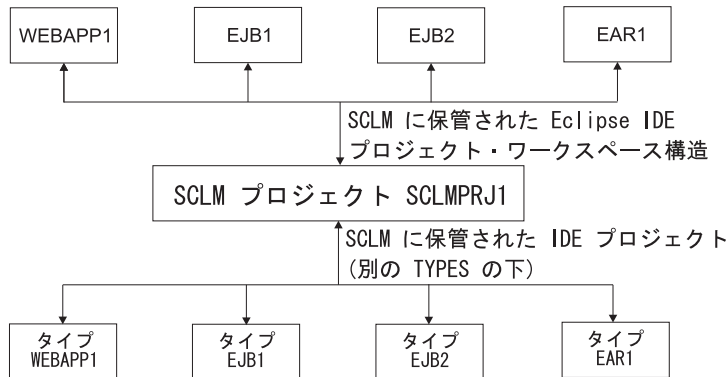 WEBAPP1
EJB1
EJB2
EAR1
SCLM に保管された Eclipse IDE
プロジェクト・ワークスペース構造
SCLM プロジェクト SCLMPRJ1
SCLM に保管された IDE プロジェクト
(別の TYPES の下)
タイプ
WEBAPP1
タイプ
EJB1
タイプ
EJB2
タイプ
EAR1